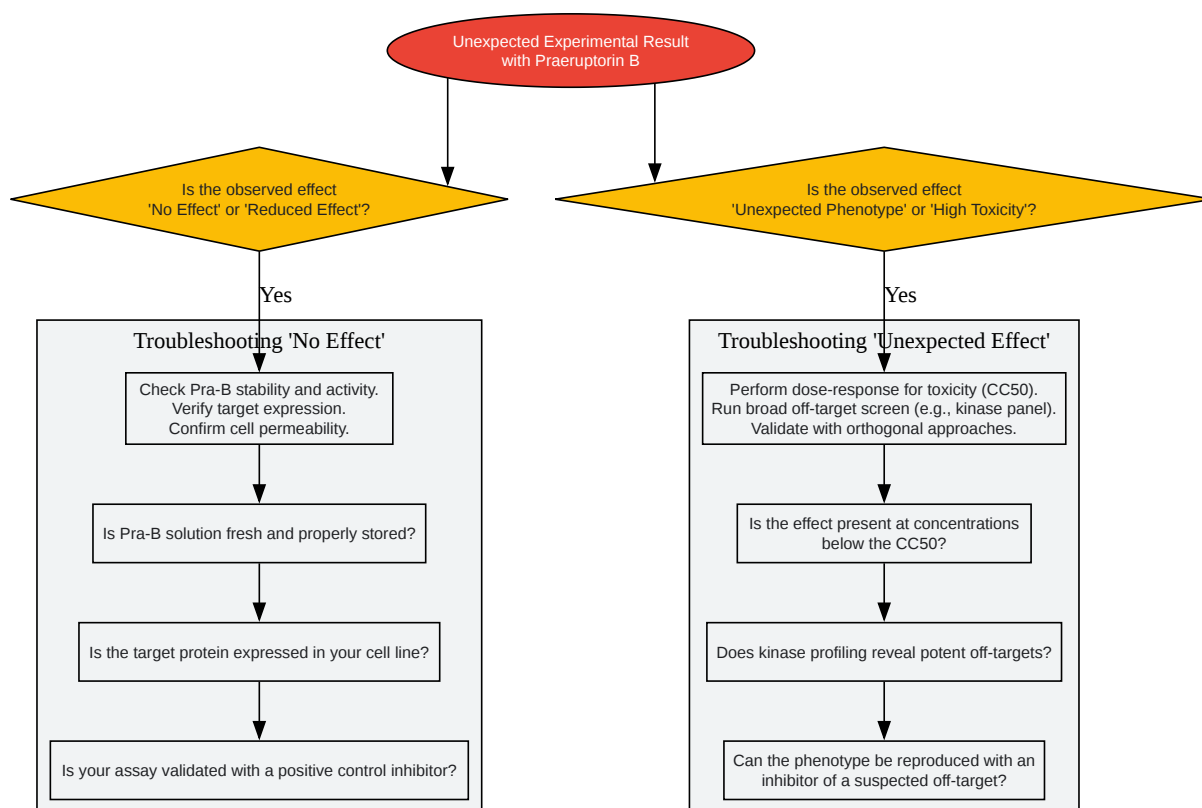 Unexpected Experimental Result
with Praeruptorin B
Is the observed effect
'No Effect' or 'Reduced Effect'?
Is the observed effect
'Unexpected Phenotype' or 'High Toxicity'?
Yes
Yes
Troubleshooting 'No Effect'
Check Pra-B stability and activity.
Verify target expression.
Confirm cell permeability.
Is Pra-B solution fresh and properly stored?
Is the target protein expressed in your cell line?
Is your assay validated with a positive control inhibitor?
Troubleshooting 'Unexpected Effect'
Perform dose-response for toxicity (CC50).
Run broad off-target screen (e.g., kinase panel).
Validate with orthogonal approaches.
Is the effect present at concentrations
below the CC50?
Does kinase profiling reveal potent off-targets?
Can the phenotype be reproduced with an
inhibitor of a suspected off-target?